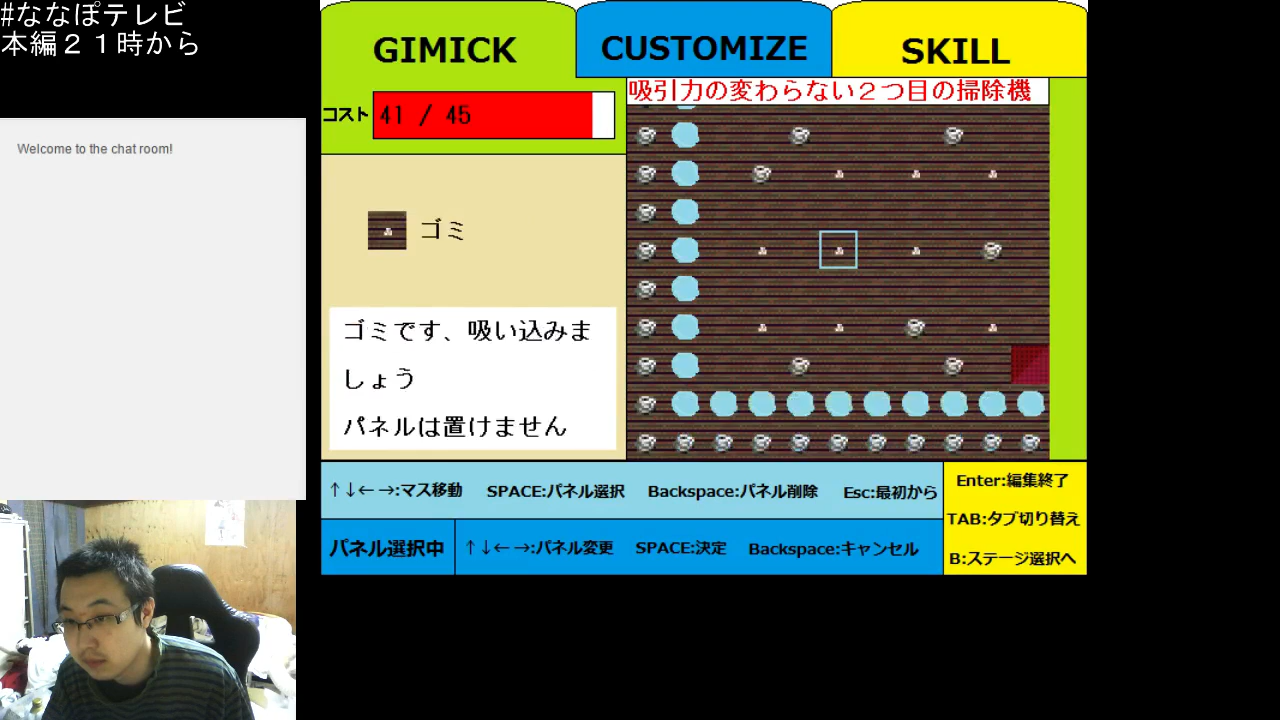 #ななぽテレビ
本編２１時から
Welcome to the chat room!
GIMICK
CUSTOMIZE
SKILL
コスト 41 / 45
吸引力の変わらない２つ目の掃除機
ゴミ
ゴミです、吸い込みま
しょう
パネルは置けません
↑↓←→:マス移動 SPACE:パネル選択 Backspace:パネル削除 Esc:最初から
パネル選択中 ↑↓←→:パネル変更 SPACE:決定 Backspace:キャンセル
Enter:編集終了
TAB:タブ切り替え
B:ステージ選択へ